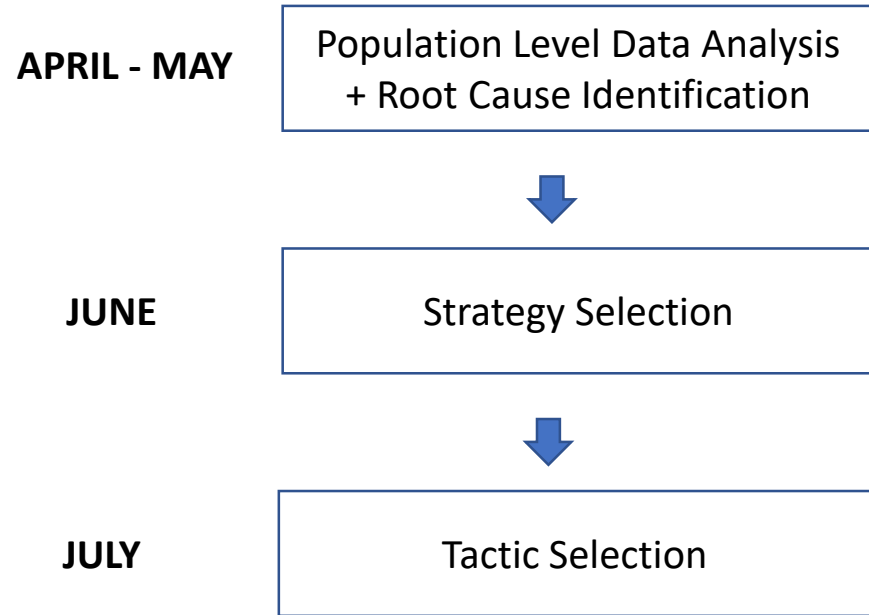 APRIL - MAY
Population Level Data Analysis
+ Root Cause Identification
JUNE
Strategy Selection
JULY
Tactic Selection